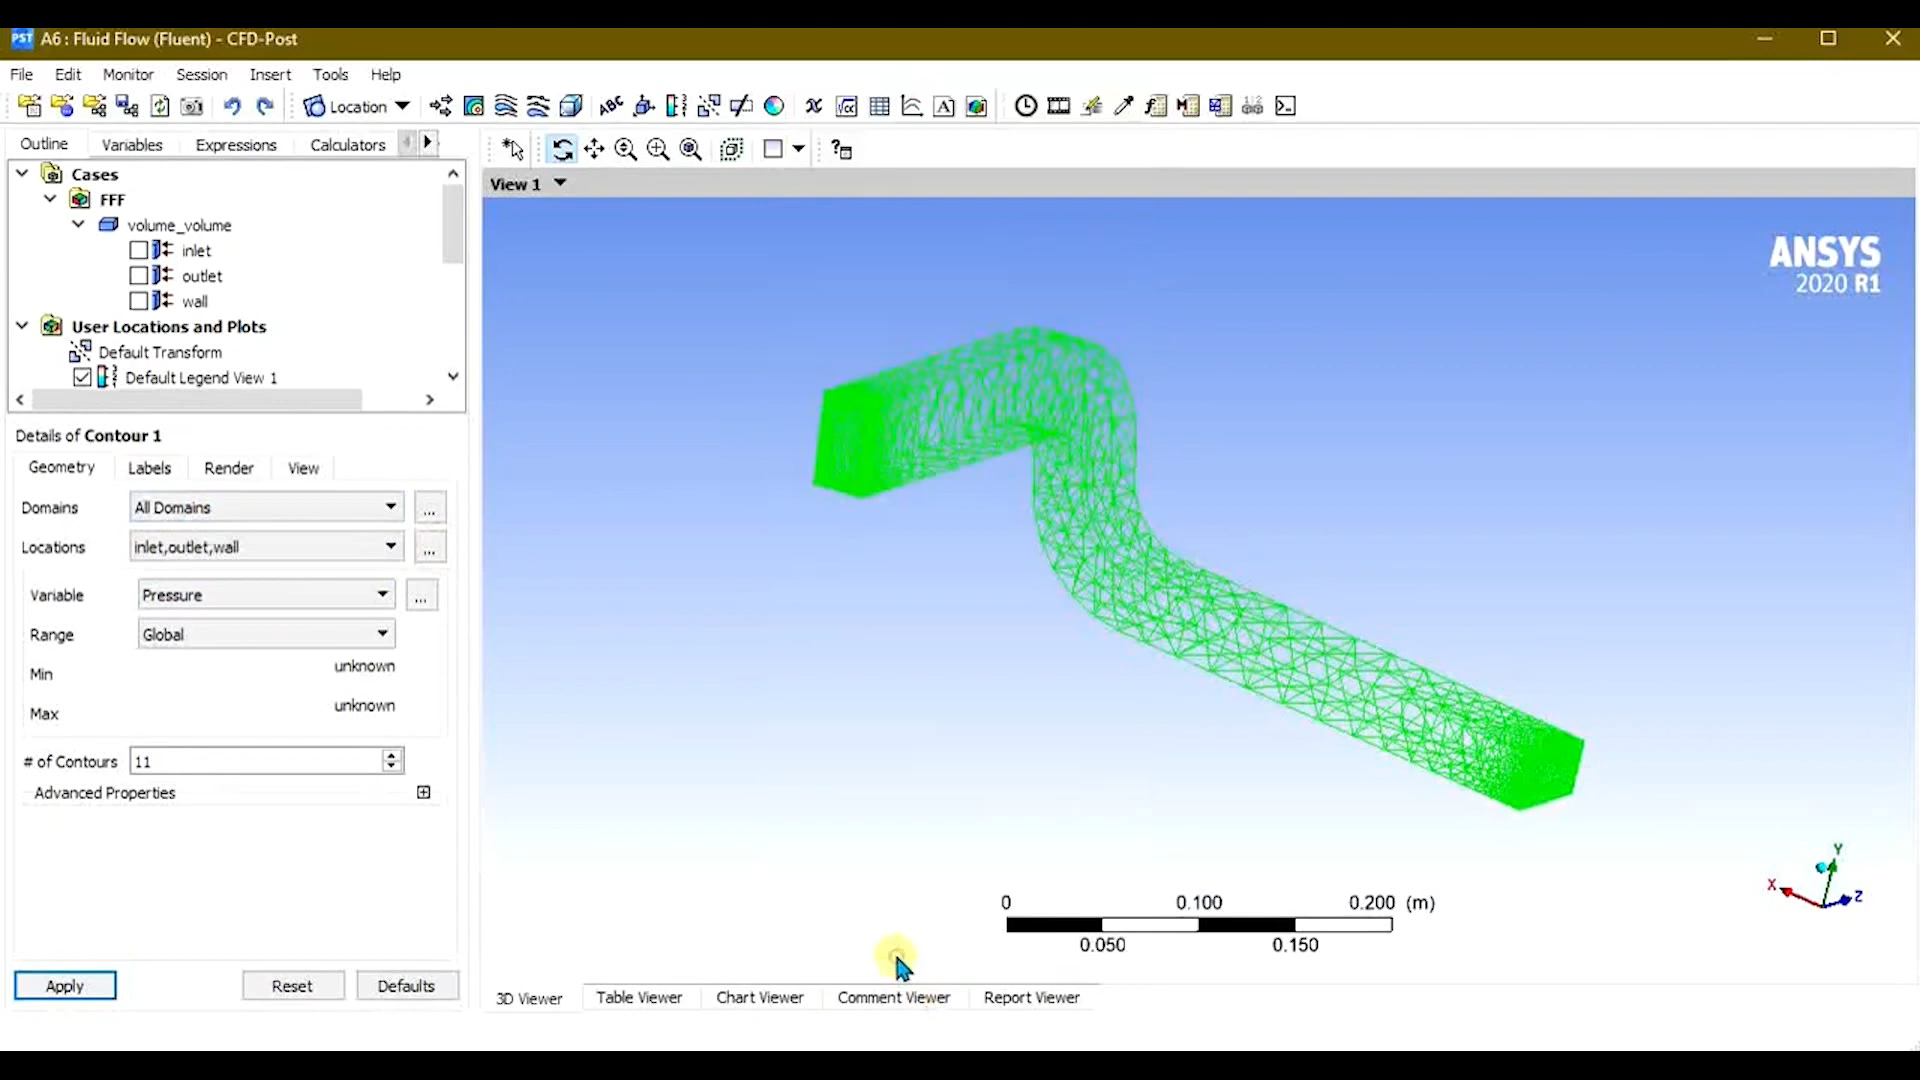 PST A6 : Fluid Flow (Fluent) - CFD-Post
File Edit Monitor Session Insert Tools Help
Location
Outline Variables Expressions Calculators
Cases
FFF
volume_volume
inlet
outlet
wall
User Locations and Plots
Default Transform
Default Legend View 1
Details of Contour 1
Geometry Labels Render View
Domains All Domains ...
Locations inlet,outlet,wall ...
Variable Pressure ...
Range Global
Min unknown
Max unknown
# of Contours 11
Advanced Properties
Apply Reset Defaults
View 1
ANSYS
2020 R1
Y
X
Z
0 0.100 0.200 (m)
0.050 0.150
3D Viewer Table Viewer Chart Viewer Comment Viewer Report Viewer